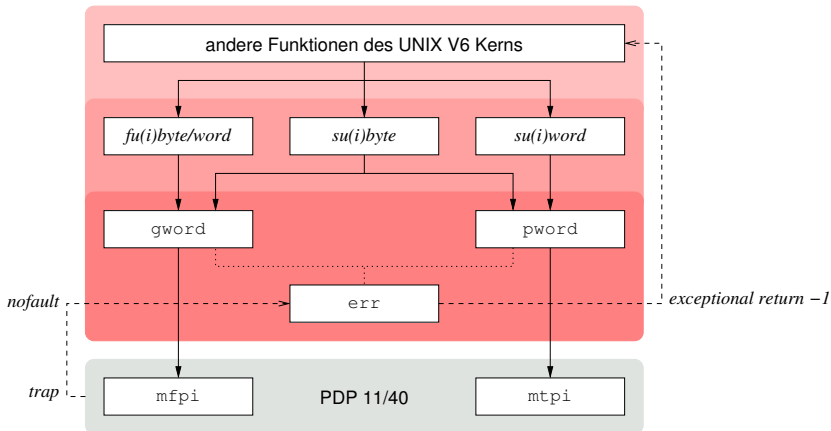 andere Funktionen des UNIX V6 Kerns
fu(i)byte/word
su(i)byte
su(i)word
gword
pword
nofault
err
exceptional return −1
trap
mfpi
PDP 11/40
mtpi